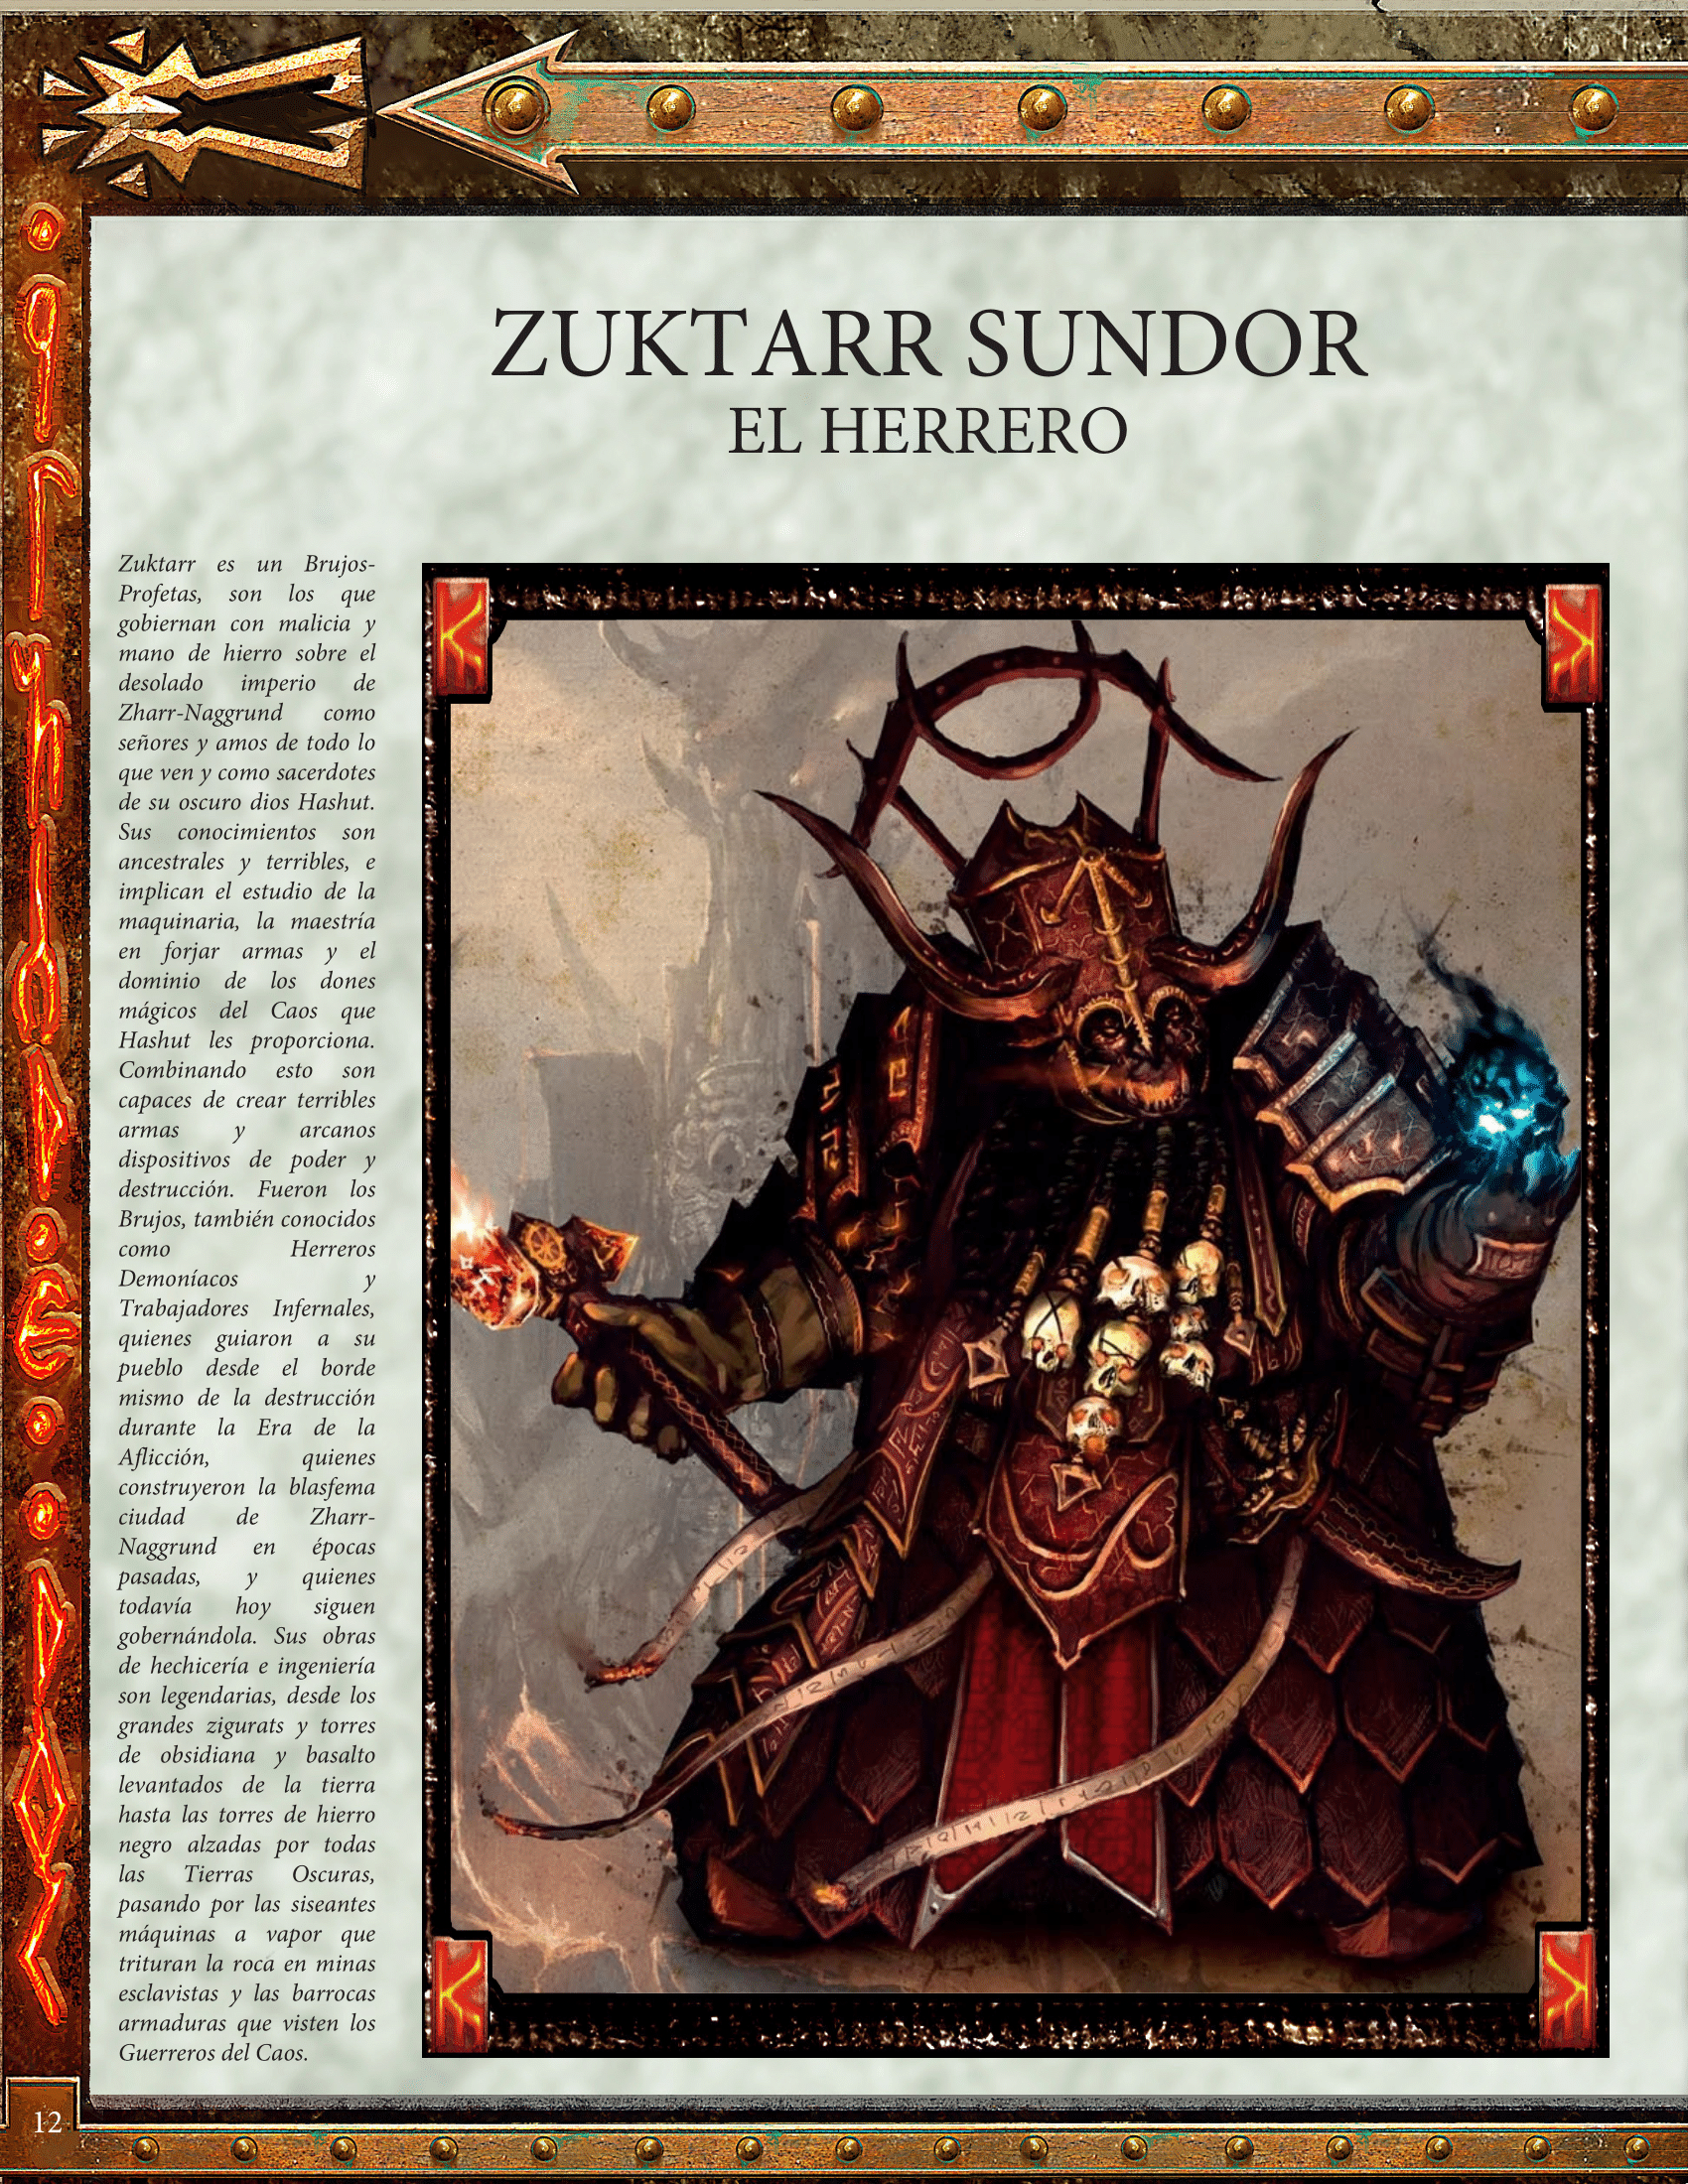 ZUKTARR SUNDOR
EL HERRERO
Zuktarr es un Brujos-
Profetas, son los que
gobiernan con malicia y
mano de hierro sobre el
desolado imperio de
Zharr-Naggrund como
señores y amos de todo lo
que ven y como sacerdotes
de su oscuro dios Hashut.
Sus conocimientos son
ancestrales y terribles, e
implican el estudio de la
maquinaria, la maestría
en forjar armas y el
dominio de los dones
mágicos del Caos que
Hashut les proporciona.
Combinando esto son
capaces de crear terribles
armas y arcanos
dispositivos de poder y
destrucción. Fueron los
Brujos, también conocidos
como Herreros
Demoníacos y
Trabajadores Infernales,
quienes guiaron a su
pueblo desde el borde
mismo de la destrucción
durante la Era de la
Aflicción, quienes
construyeron la blasfema
ciudad de Zharr-
Naggrund en épocas
pasadas, y quienes
todavía hoy siguen
gobernándola. Sus obras
de hechicería e ingeniería
son legendarias, desde los
grandes zigurats y torres
de obsidiana y basalto
levantados de la tierra
hasta las torres de hierro
negro alzadas por todas
las Tierras Oscuras,
pasando por las siseantes
máquinas a vapor que
trituran la roca en minas
esclavistas y las barrocas
armaduras que visten los
Guerreros del Caos.
12